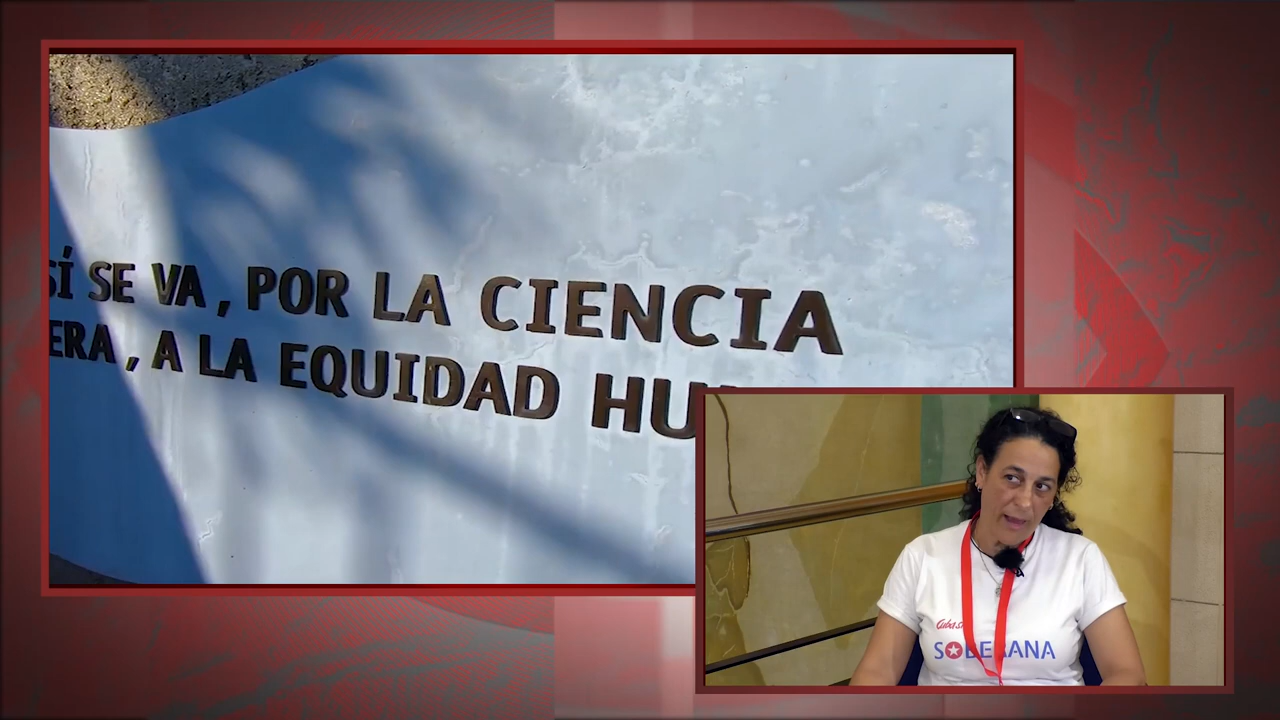 SÍ SE VA, POR LA CIENCIA
ERA, A LA EQUIDAD HU
SOBERANA